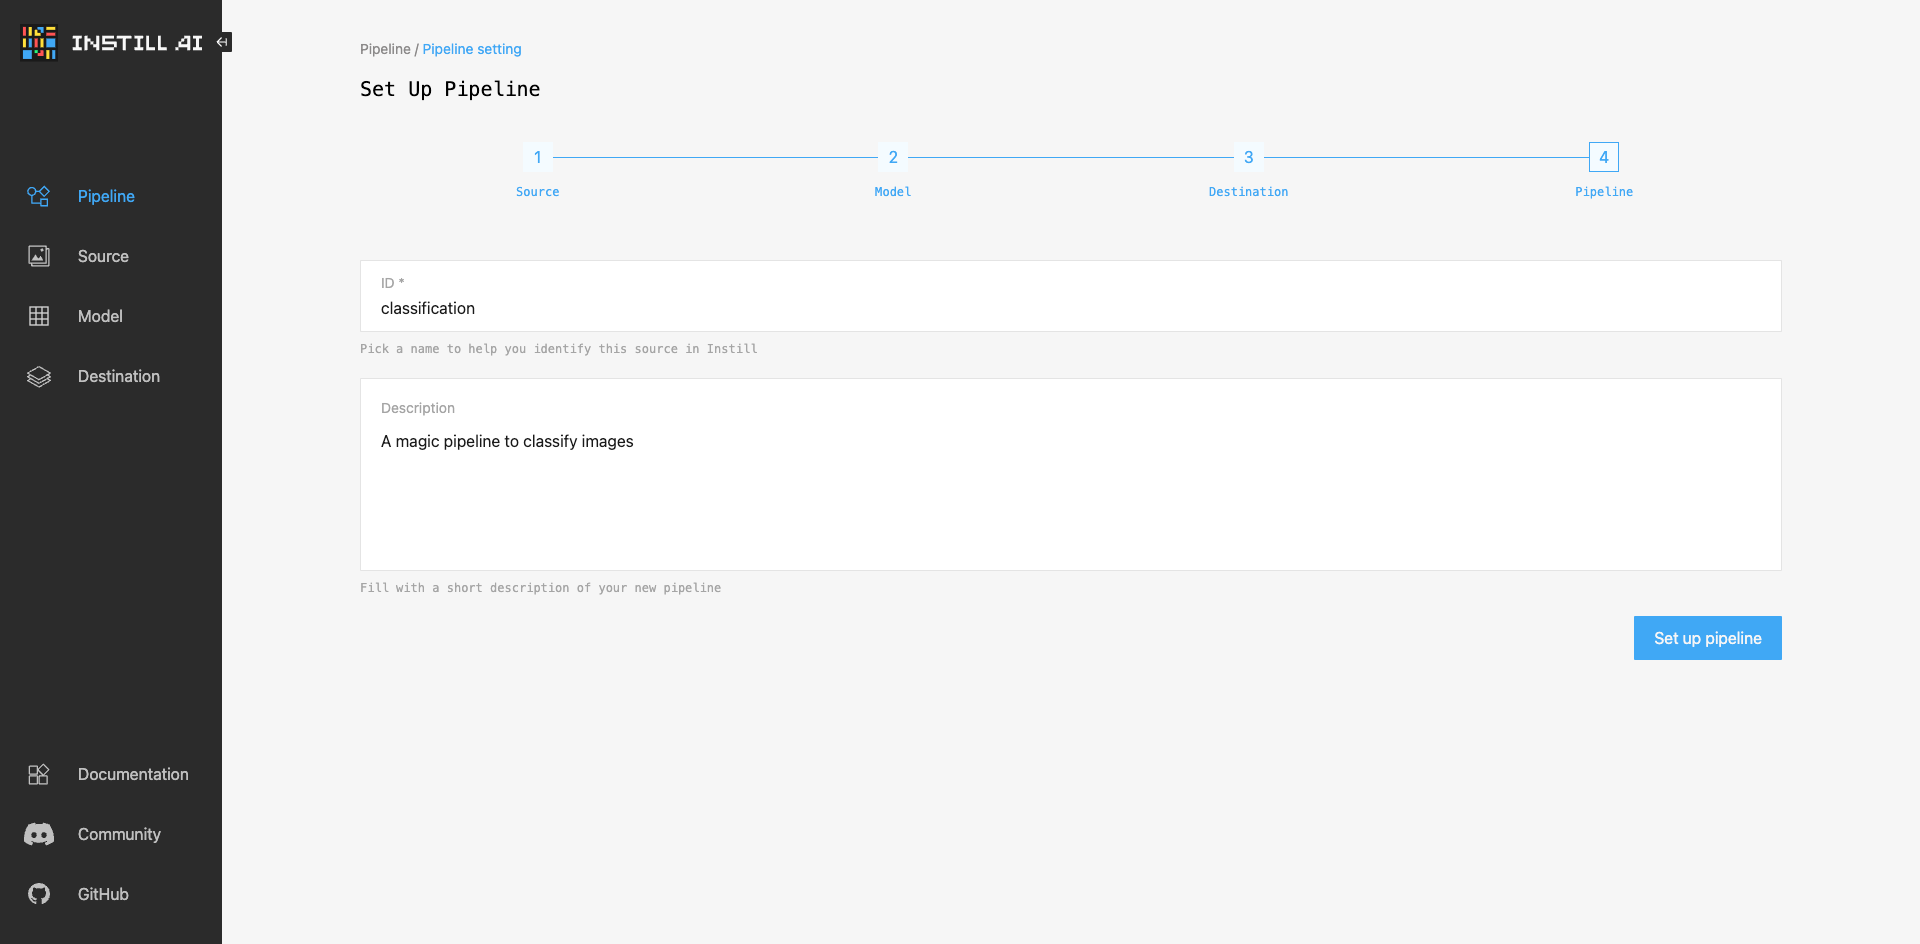 INSTILL AI
Pipeline
Source
Model
Destination
Documentation
Community
GitHub
Pipeline / Pipeline setting
Set Up Pipeline
1
Source
2
Model
3
Destination
4
Pipeline
ID *
classification
Pick a name to help you identify this source in Instill
Description
A magic pipeline to classify images
Fill with a short description of your new pipeline
Set up pipeline